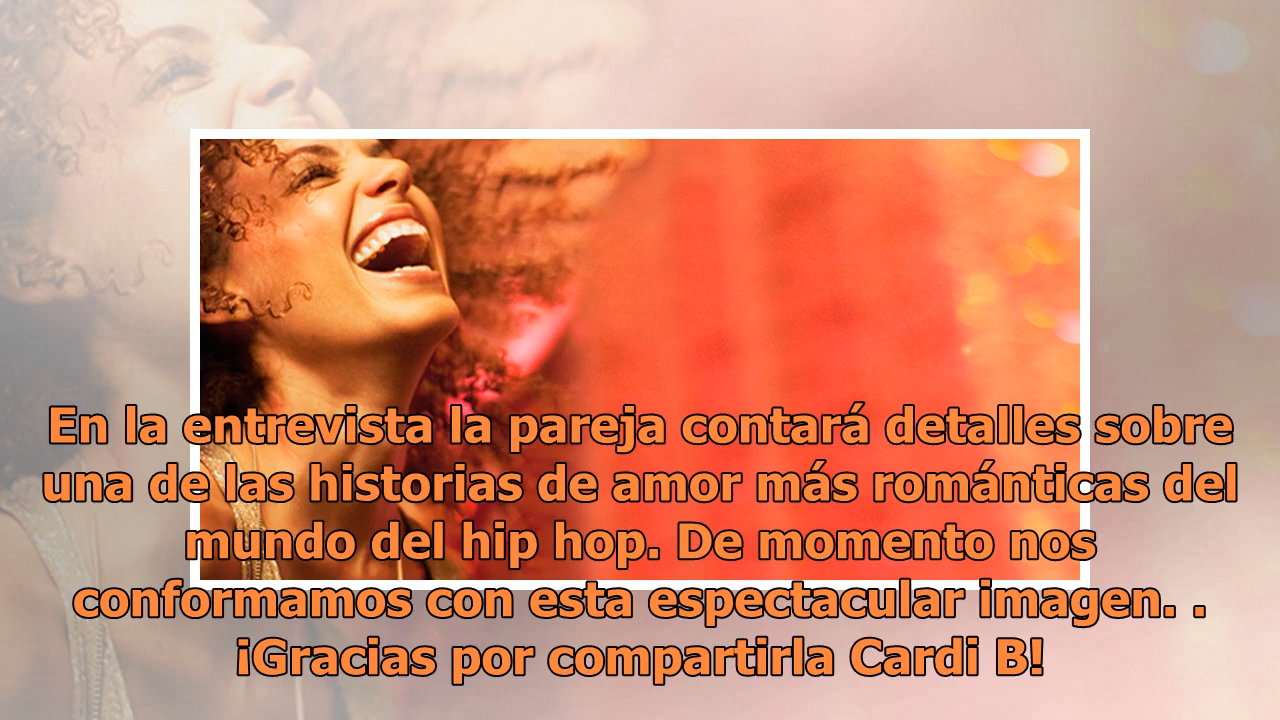 En la entrevista la pareja contará detalles sobre
una de las historias de amor más románticas del
mundo del hip hop. De momento nos
conformamos con esta espectacular imagen. .
¡Gracias por compartirla Cardi B!